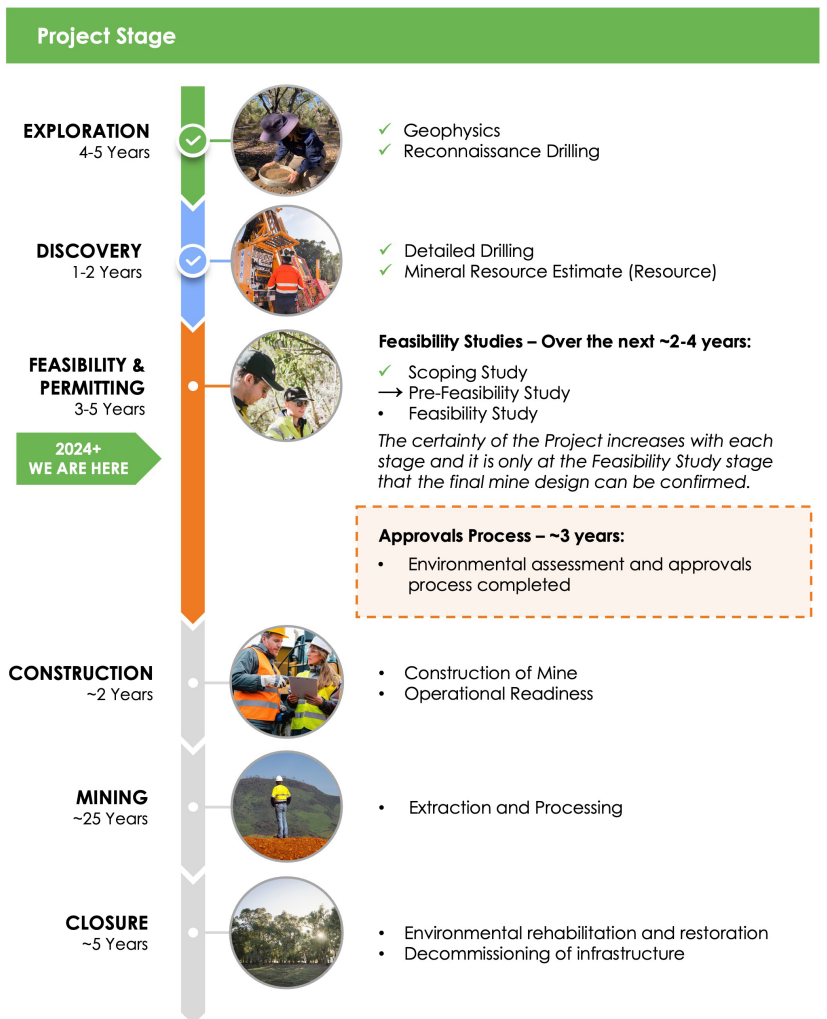 Project Stage
EXPLORATION
4-5 Years
✓ Geophysics
✓ Reconnaissance Drilling
DISCOVERY
1-2 Years
✓ Detailed Drilling
✓ Mineral Resource Estimate (Resource)
FEASIBILITY &
PERMITTING
3-5 Years
2024+
WE ARE HERE
Feasibility Studies – Over the next ~2-4 years:
✓ Scoping Study
→ Pre-Feasibility Study
• Feasibility Study
The certainty of the Project increases with each
stage and it is only at the Feasibility Study stage
that the final mine design can be confirmed.
Approvals Process – ~3 years:
• Environmental assessment and approvals
process completed
CONSTRUCTION
~2 Years
• Construction of Mine
• Operational Readiness
MINING
~25 Years
• Extraction and Processing
CLOSURE
~5 Years
• Environmental rehabilitation and restoration
• Decommissioning of infrastructure